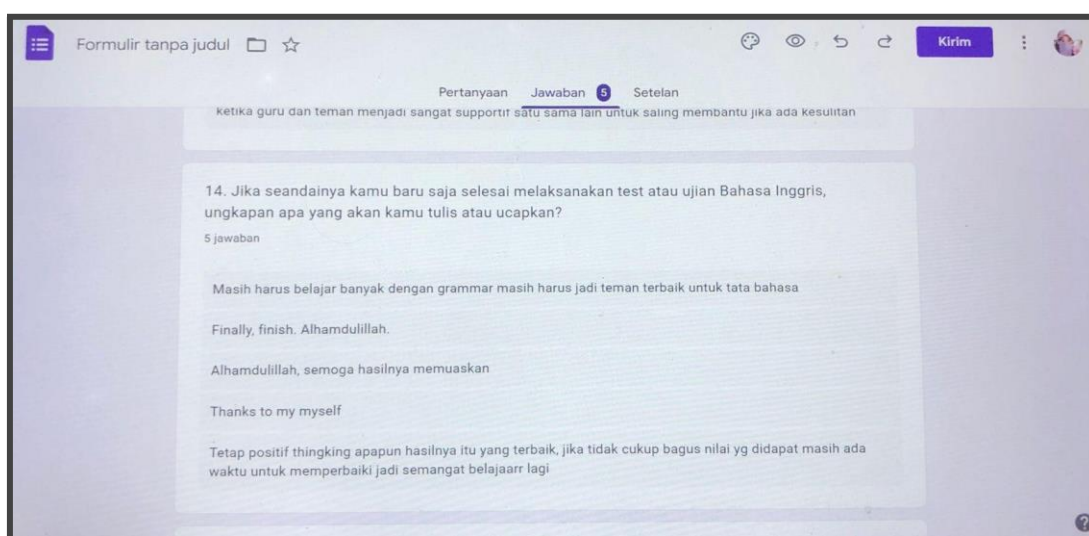 Formulir tanpa judul
Kirim
Pertanyaan Jawaban 5 Setelan
ketika guru dan teman menjadi sangat supportif satu sama lain untuk saling membantu jika ada kesulitan
14. Jika seandainya kamu baru saja selesai melaksanakan test atau ujian Bahasa Inggris,
ungkapan apa yang akan kamu tulis atau ucapkan?
5 jawaban
Masih harus belajar banyak dengan grammar masih harus jadi teman terbaik untuk tata bahasa
Finally, finish. Alhamdulillah.
Alhamdulillah, semoga hasilnya memuaskan
Thanks to my myself
Tetap positif thingking apapun hasilnya itu yang terbaik, jika tidak cukup bagus nilai yg didapat masih ada
waktu untuk memperbaiki jadi semangat belajaarr lagi
?